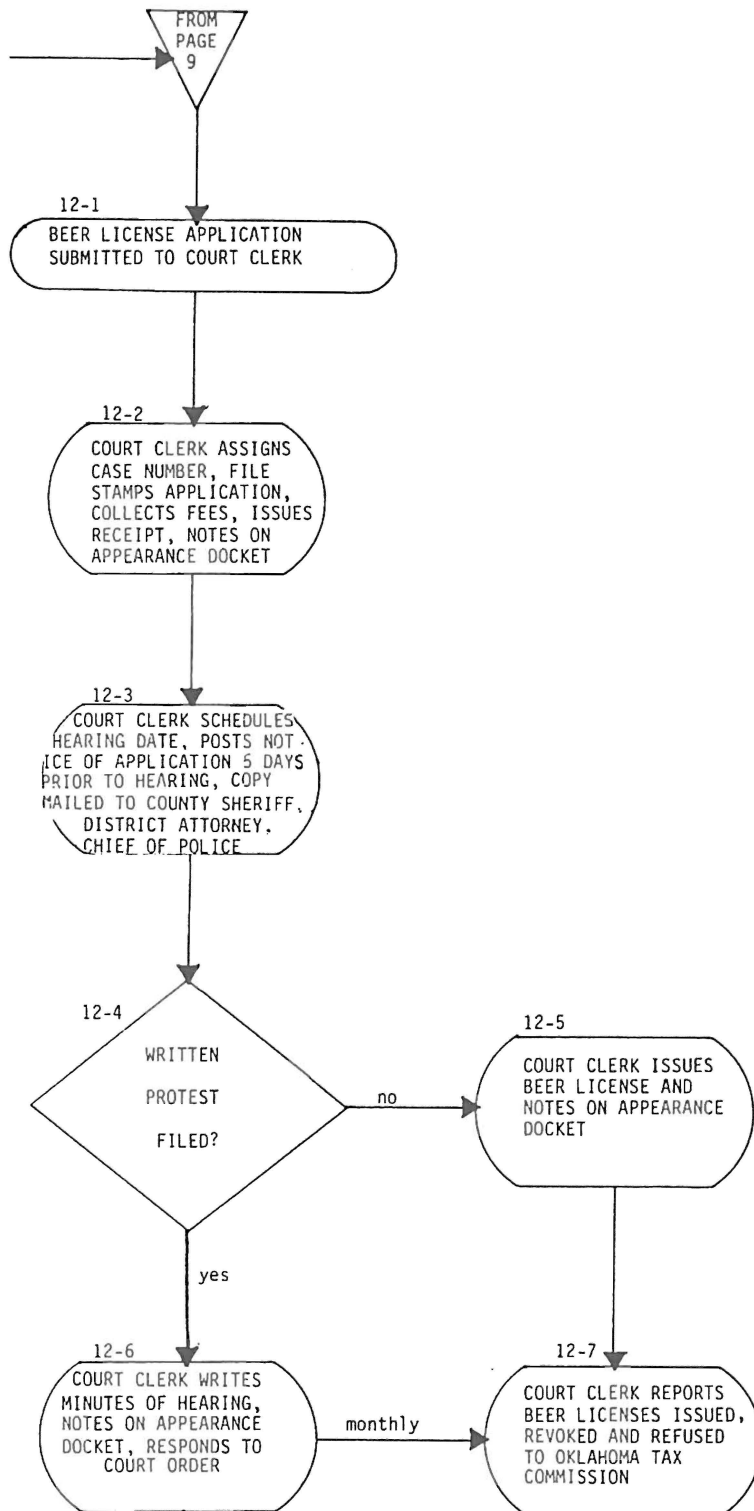 FROM
PAGE
9
12-1
BEER LICENSE APPLICATION
SUBMITTED TO COURT CLERK
12-2
COURT CLERK ASSIGNS
CASE NUMBER, FILE
STAMPS APPLICATION,
COLLECTS FEES, ISSUES
RECEIPT, NOTES ON
APPEARANCE DOCKET
12-3
COURT CLERK SCHEDULES
HEARING DATE, POSTS NOT-
ICE OF APPLICATION 5 DAYS
PRIOR TO HEARING, COPY
MAILED TO COUNTY SHERIFF,
DISTRICT ATTORNEY,
CHIEF OF POLICE
12-4
WRITTEN
PROTEST
FILED?
no
12-5
COURT CLERK ISSUES
BEER LICENSE AND
NOTES ON APPEARANCE
DOCKET
yes
12-6
COURT CLERK WRITES
MINUTES OF HEARING,
NOTES ON APPEARANCE
DOCKET, RESPONDS TO
COURT ORDER
monthly
12-7
COURT CLERK REPORTS
BEER LICENSES ISSUED,
REVOKED AND REFUSED
TO OKLAHOMA TAX
COMMISSION